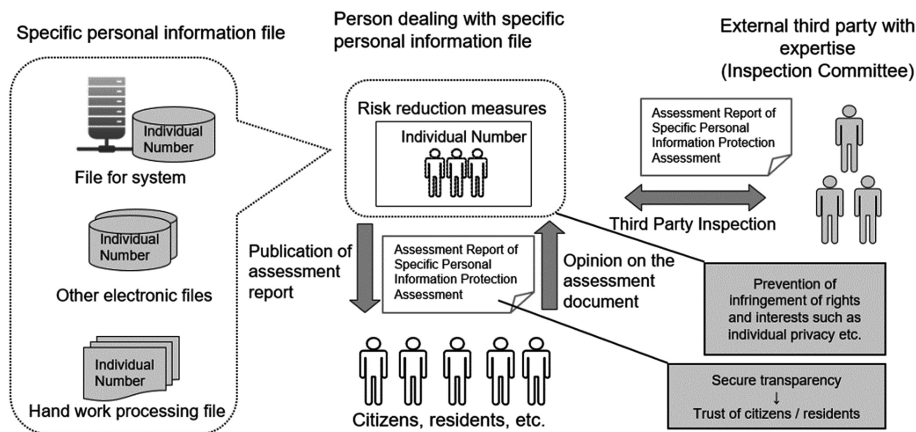 Specific personal information file
Individual
Number
File for system
Individual
Number
Other electronic files
Individual
Number
Hand work processing file
Person dealing with specific
personal information file
Risk reduction measures
Individual Number
Publication of
assessment
report
Assessment Report of
Specific Personal
Information Protection
Assessment
Opinion on the
assessment
document
Citizens, residents, etc.
External third party with
expertise
(Inspection Committee)
Assessment Report of
Specific Personal
Information Protection
Assessment
Third Party Inspection
Prevention of
infringement of rights
and interests such as
individual privacy etc.
Secure transparency
↓
Trust of citizens / residents